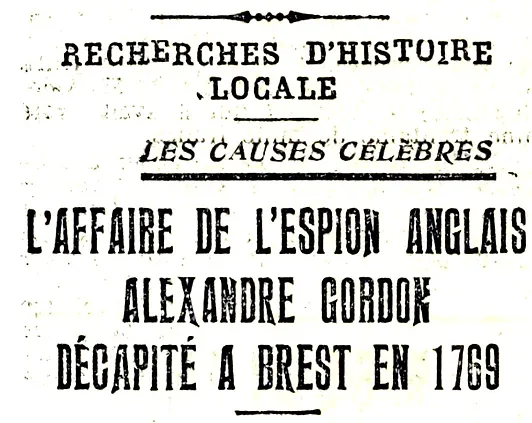 RECHERCHES D'HISTOIRE
LOCALE
LES CAUSES CÉLÈBRES
L'AFFAIRE DE L'ESPION ANGLAIS
ALEXANDRE GORDON
DÉCAPITÉ A BREST EN 1769